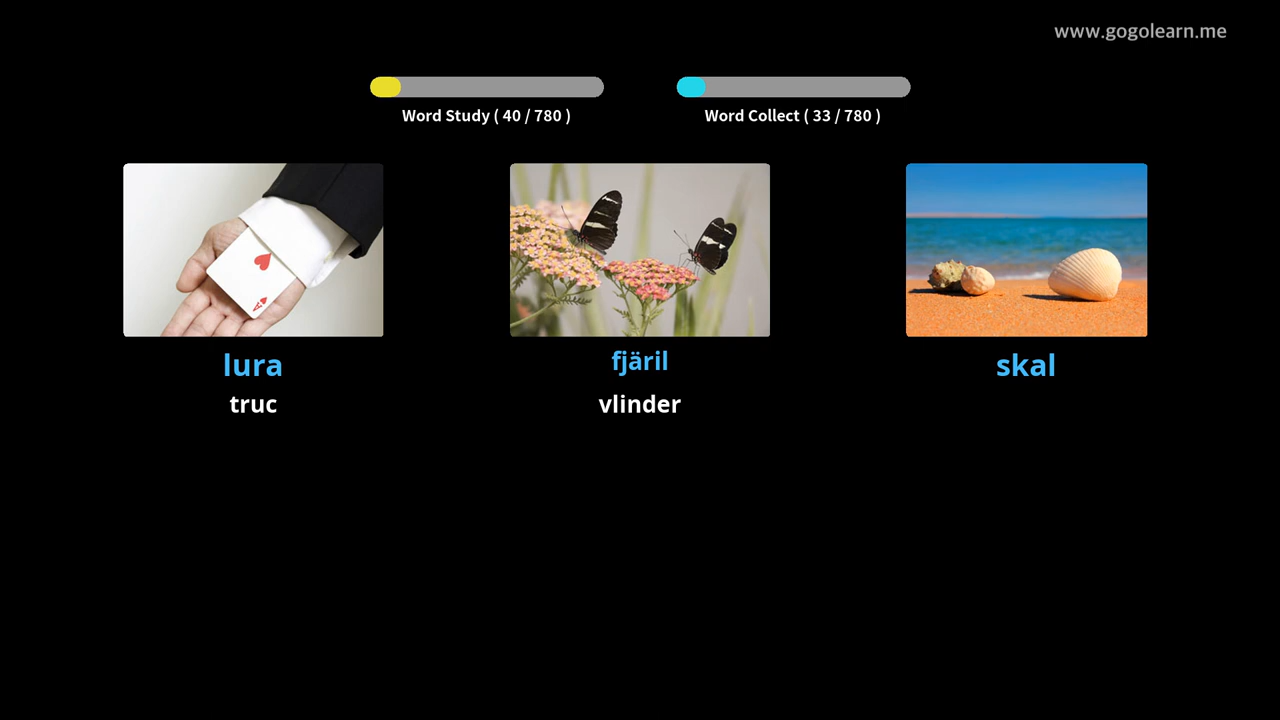 www.gogolearn.me
Word Study ( 40 / 780 )
Word Collect ( 33 / 780 )
lura
fjäril
skal
truc
vlinder